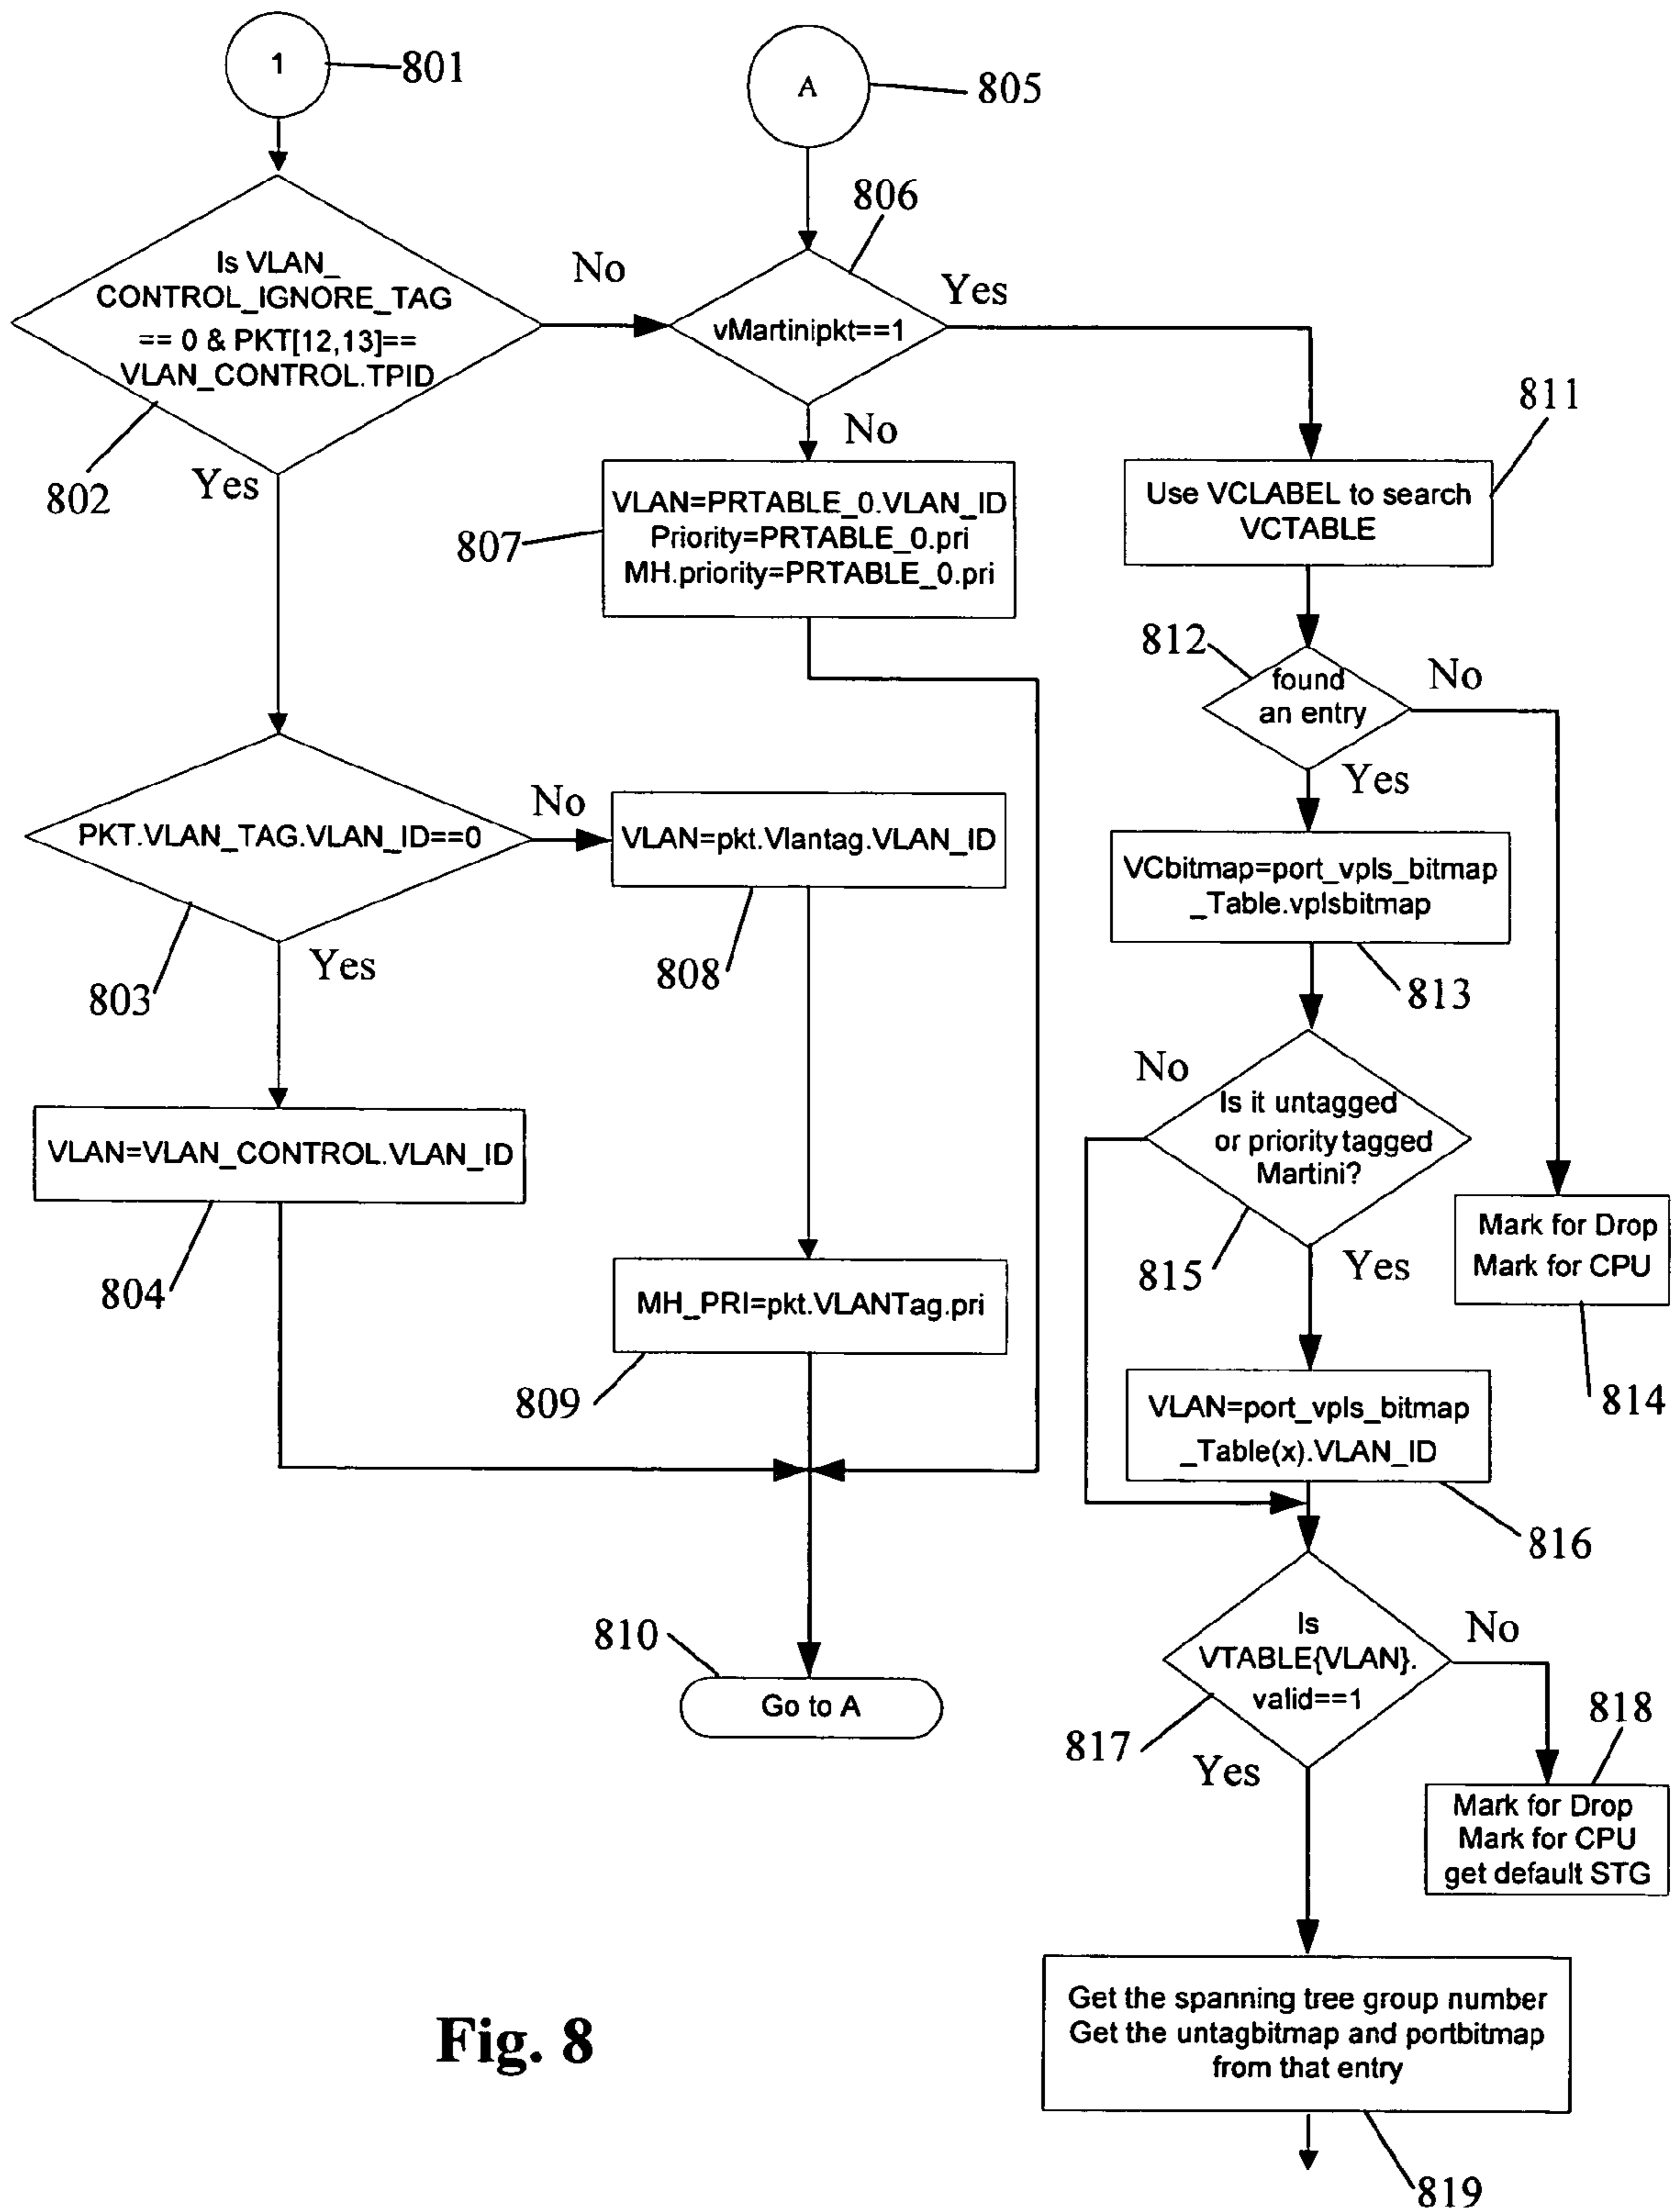 1
801
A
805
806
Is VLAN_
CONTROL_IGNORE_TAG
== 0 & PKT[12,13]==
VLAN_CONTROL.TPID
802
No
Yes
vMartinipkt==1
Yes
No
VLAN=PRTABLE_0.VLAN_ID
Priority=PRTABLE_0.pri
MH.priority=PRTABLE_0.pri
807
811
Use VCLABEL to search
VCTABLE
812
found
an entry
No
Yes
PKT.VLAN_TAG.VLAN_ID==0
803
No
Yes
VLAN=pkt.Vlantag.VLAN_ID
808
VCbitmap=port_vpls_bitmap
_Table.vplsbitmap
813
No
Is it untagged
or priority tagged
Martini?
815
Yes
VLAN=VLAN_CONTROL.VLAN_ID
804
MH_PRI=pkt.VLANTag.pri
809
Mark for Drop
Mark for CPU
814
VLAN=port_vpls_bitmap
_Table(x).VLAN_ID
816
810
Go to A
Is
VTABLE{VLAN}.
valid==1
817
No
Yes
818
Mark for Drop
Mark for CPU
get default STG
Get the spanning tree group number
Get the untagbitmap and portbitmap
from that entry
819
Fig. 8